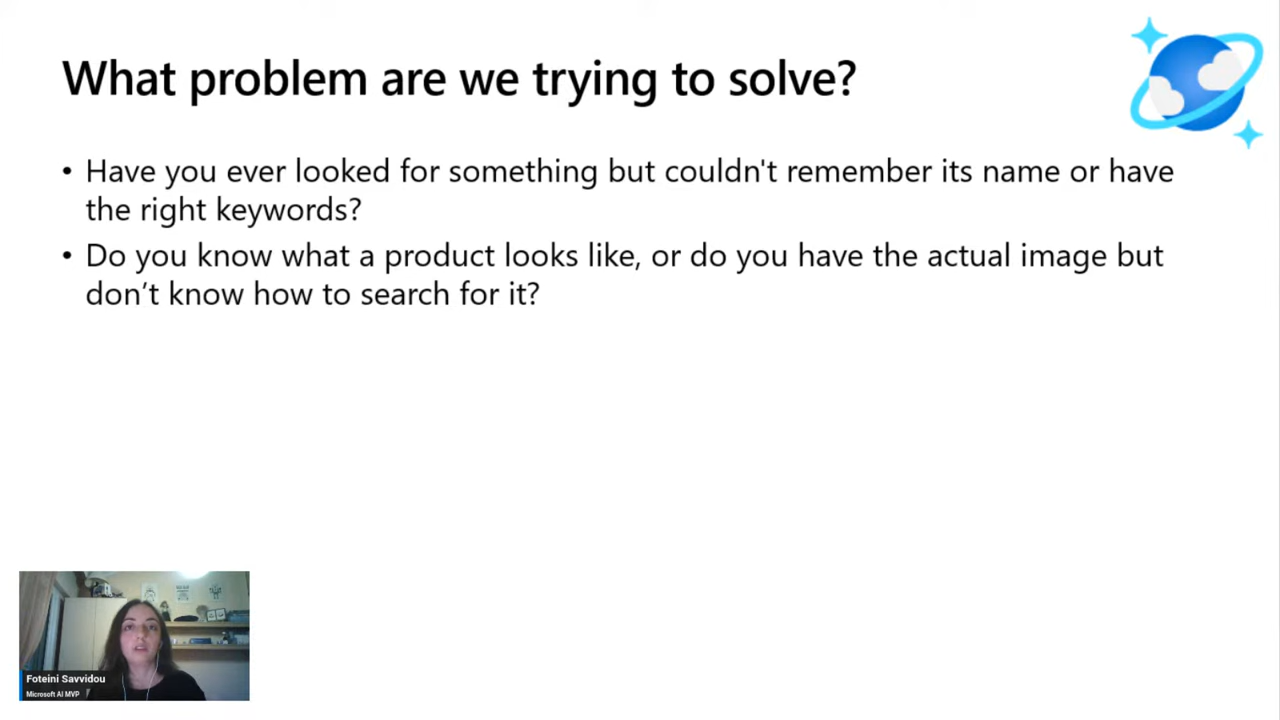 What problem are we trying to solve?
• Have you ever looked for something but couldn't remember its name or have
the right keywords?
• Do you know what a product looks like, or do you have the actual image but
don’t know how to search for it?
Foteini Savvidou
Microsoft AI MVP